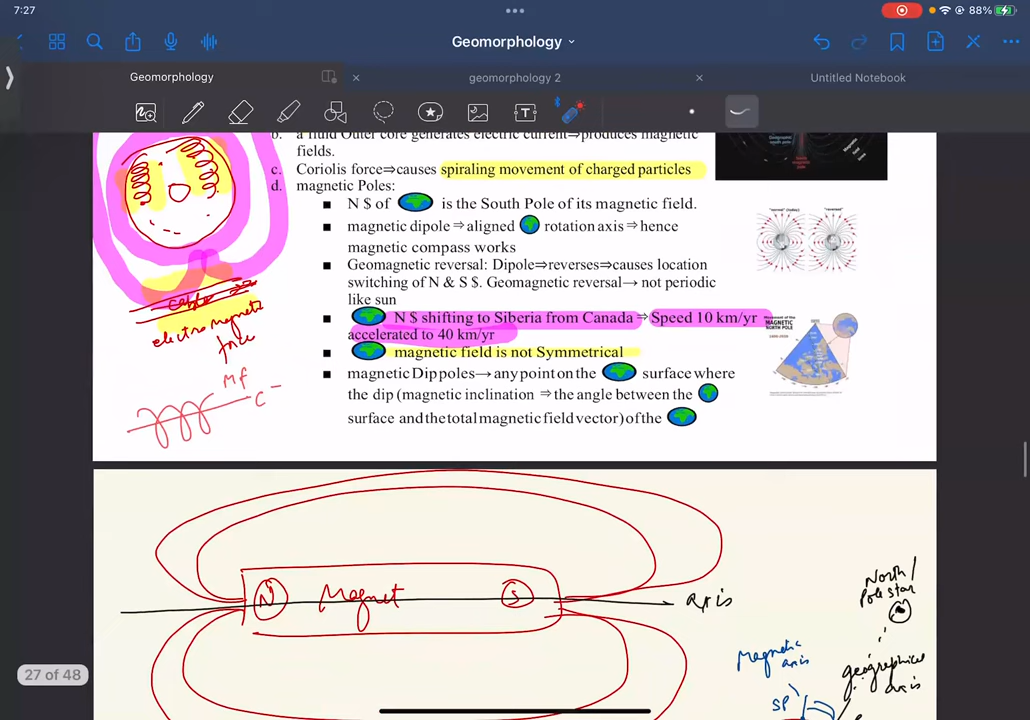 7:27
88%
Geomorphology
Geomorphology
geomorphology 2
Untitled Notebook
b. a fluid Outer core generates electric current⇒produces magnetic
fields.
c. Coriolis force⇒causes spiraling movement of charged particles
d. magnetic Poles:
N $ of is the South Pole of its magnetic field.
magnetic dipole ⇒ aligned rotation axis⇒ hence
magnetic compass works
Geomagnetic reversal: Dipole⇒reverses⇒causes location
switching of N & S $. Geomagnetic reversal→ not periodic
like sun
N $ shifting to Siberia from Canada ⇒ Speed 10 km/yr
accelerated to 40 km/yr
magnetic field is not Symmetrical
magnetic Dip poles→ any point on the surface where
the dip (magnetic inclination ⇒ the angle between the
surface and the total magnetic field vector) of the
"reversed"
MAGNETIC
NORTH POLE
cable
electromagnetic
force
Mf
C
N Magnet S
axis
North/
Pole star
Magnetic
axis
geographical
axis
SP
27 of 48